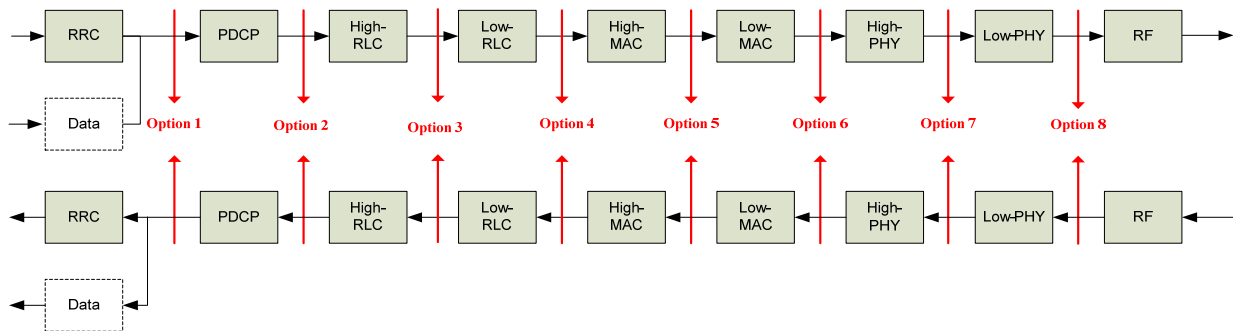 RRC
PDCP
High-
RLC
Low-
RLC
High-
MAC
Low-
MAC
High-
PHY
Low-PHY
RF
Data
Option 1
Option 2
Option 3
Option 4
Option 5
Option 6
Option 7
Option 8
RRC
PDCP
High-
RLC
Low-
RLC
High-
MAC
Low-
MAC
High-
PHY
Low-PHY
RF
Data